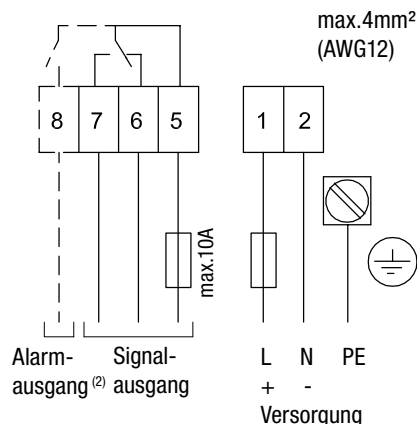 max.4mm²
(AWG12)
8 7 6 5 1 2
max.10A
Alarm-
ausgang (2)
Signal-
ausgang
L N PE
+ -
Versorgung